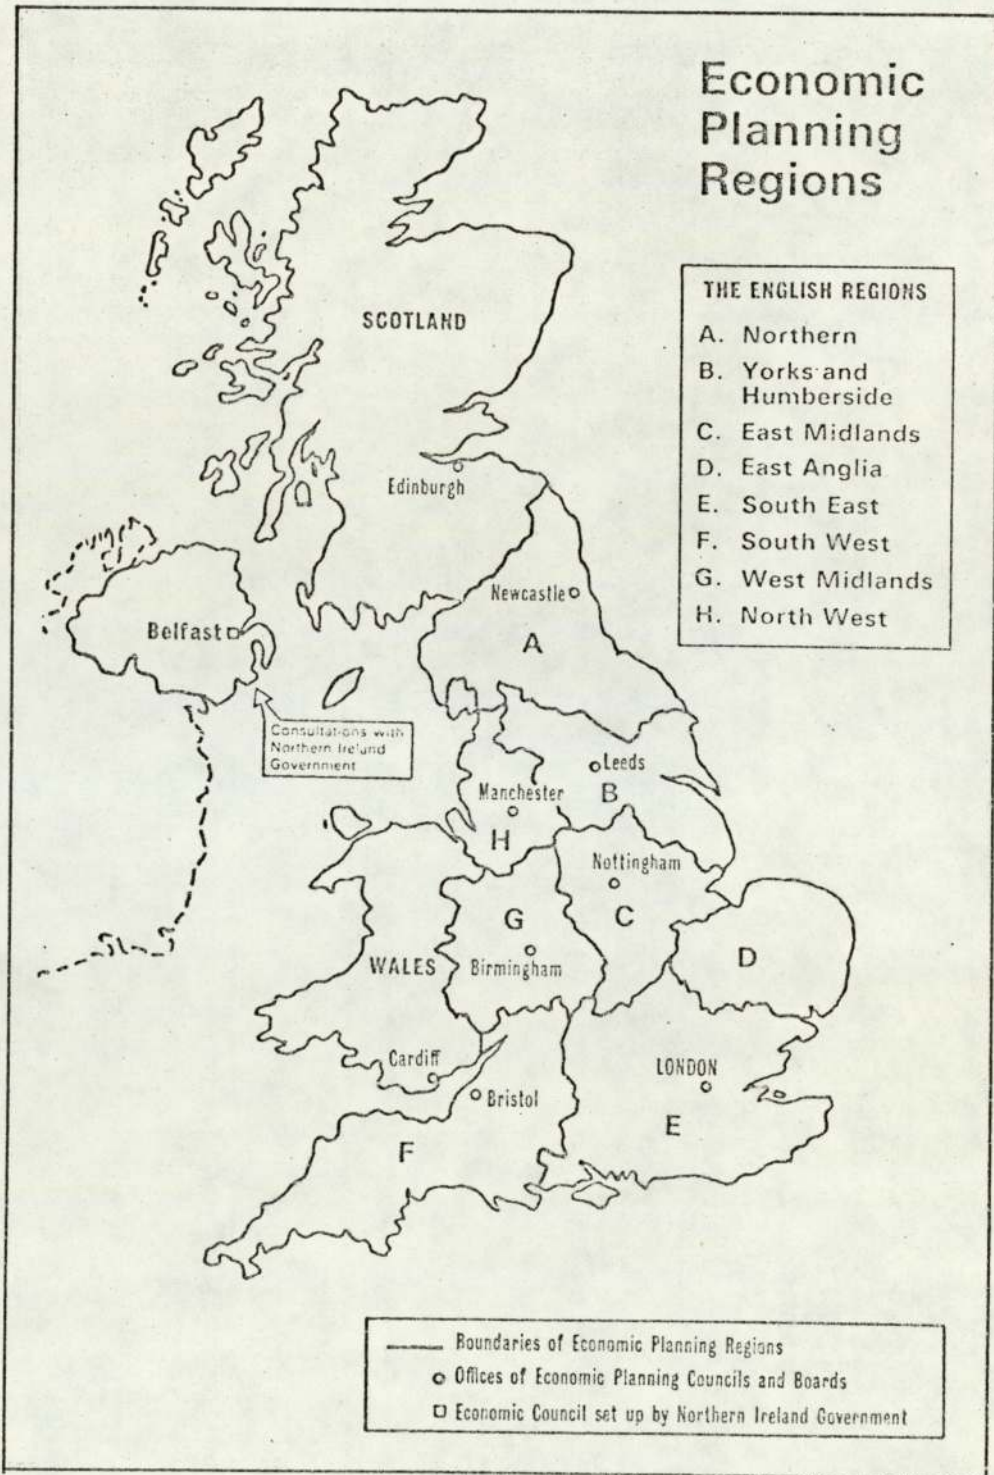 Economic
Planning
Regions
THE ENGLISH REGIONS
A. Northern
B. Yorks and
Humberside
C. East Midlands
D. East Anglia
E. South East
F. South West
G. West Midlands
H. North West
SCOTLAND
Edinburgh
Newcastle
A
Belfast
Consultations with
Northern Ireland
Government
Leeds
B
Manchester
H
Nottingham
C
G
Birmingham
D
WALES
Cardiff
Bristol
LONDON
E
F
Boundaries of Economic Planning Regions
Offices of Economic Planning Councils and Boards
Economic Council set up by Northern Ireland Government